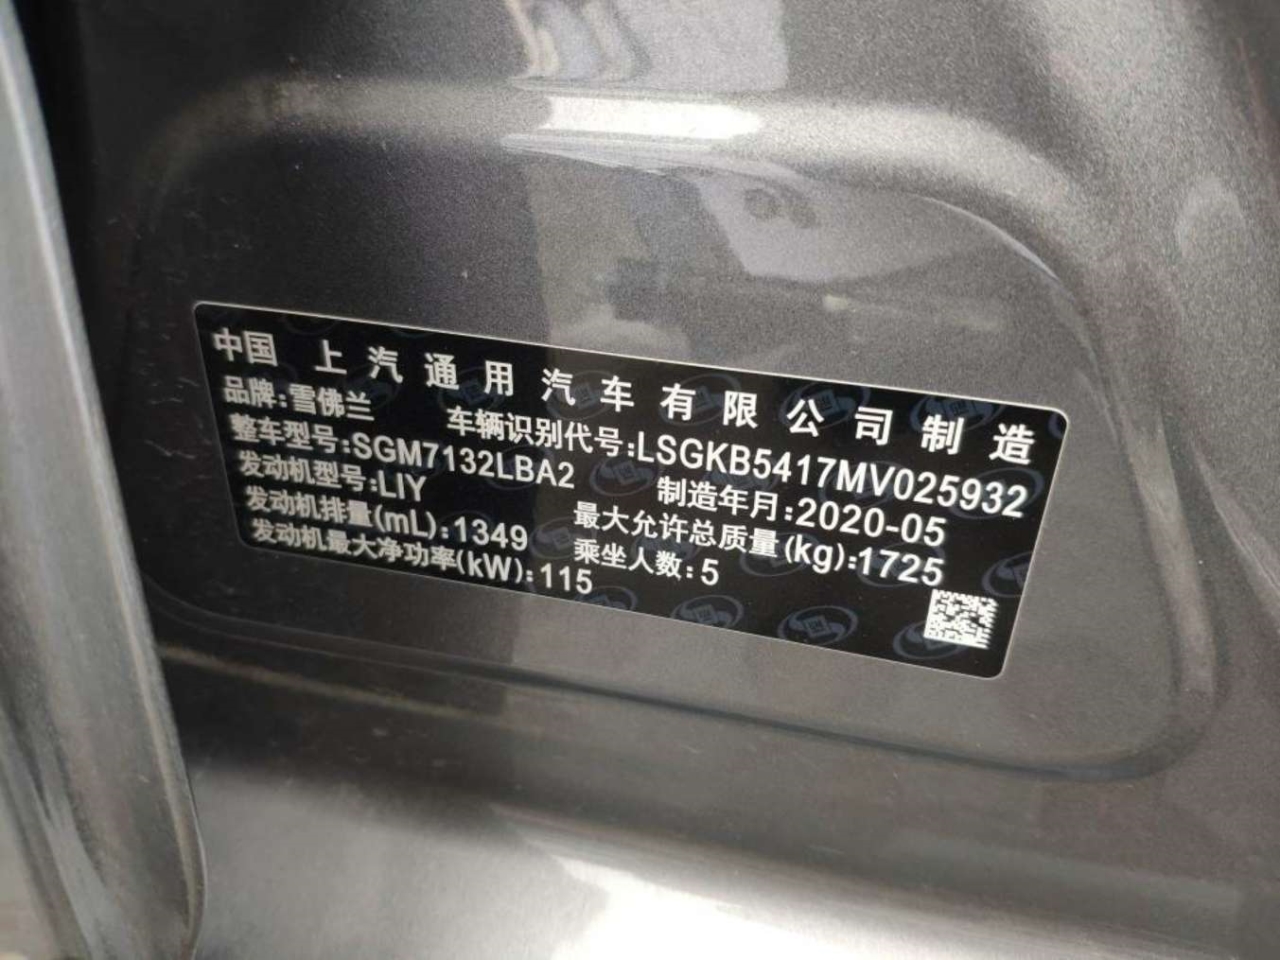 中国 上汽通用汽车有限公司制造
品牌:雪佛兰 车辆识别代号:LSGKB5417MV025932
整车型号:SGM7132LBA2 制造年月:2020-05
发动机型号:LIY 最大允许总质量(kg):1725
发动机排量(mL):1349 乘坐人数:5
发动机最大净功率(kW):115